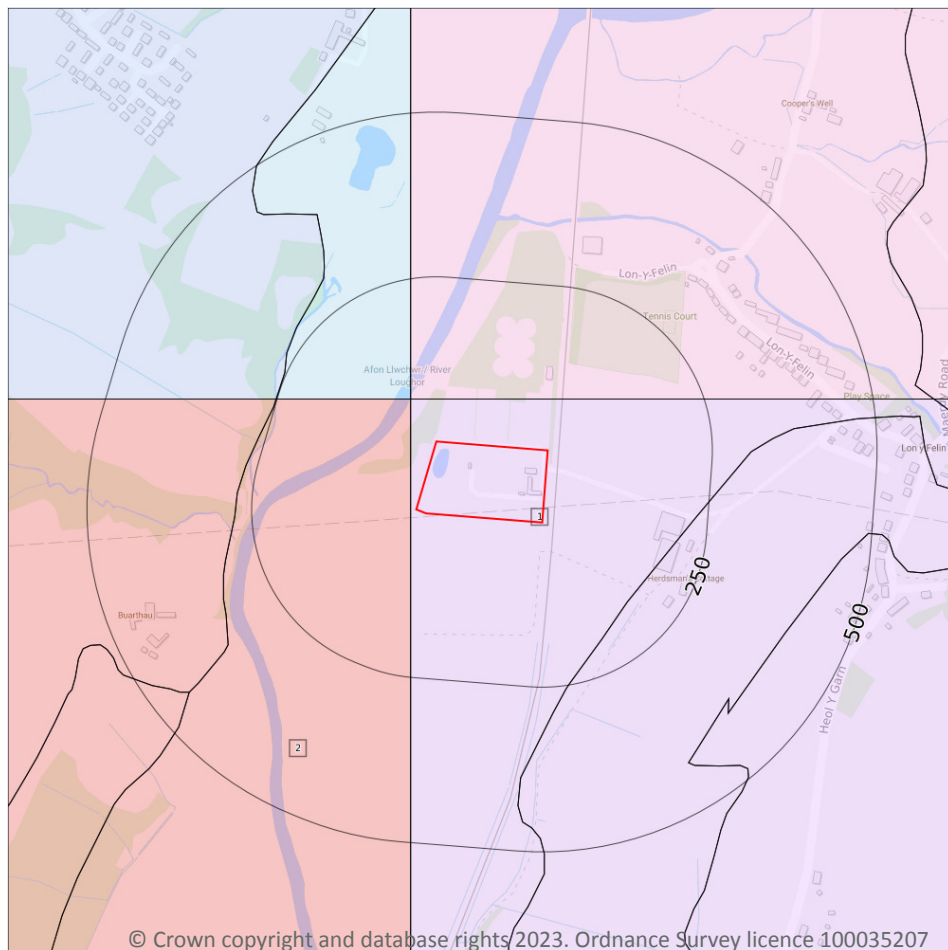 Cooper's Well
Lon-Y-Felin
Tennis Court
Lon-Y-Felin
Afon Llwchwr / River
Loughor
Play Space
Maerdy Road
Lon y Felin
1
Herdsman's Cottage
250
Buarthau
500
Heol Y Garn
2
© Crown copyright and database rights 2023. Ordnance Survey licence 100035207